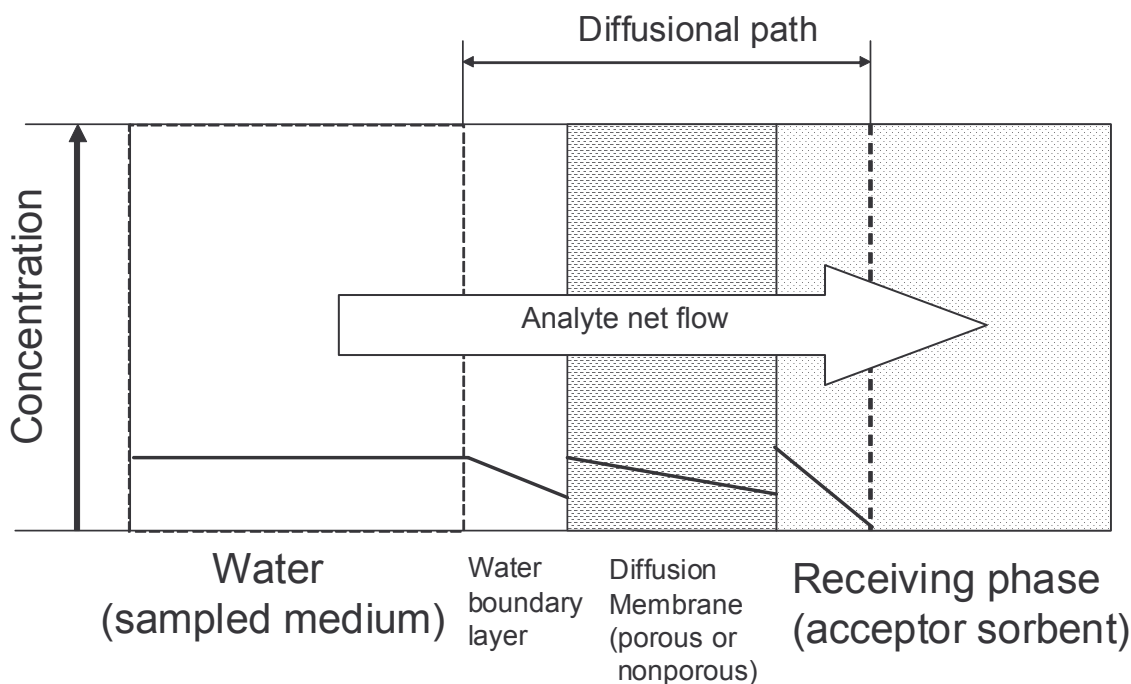 Diffusional path
Concentration
Analyte net flow
Water
(sampled medium)
Water
boundary
layer
Diffusion
Membrane
(porous or
nonporous)
Receiving phase
(acceptor sorbent)